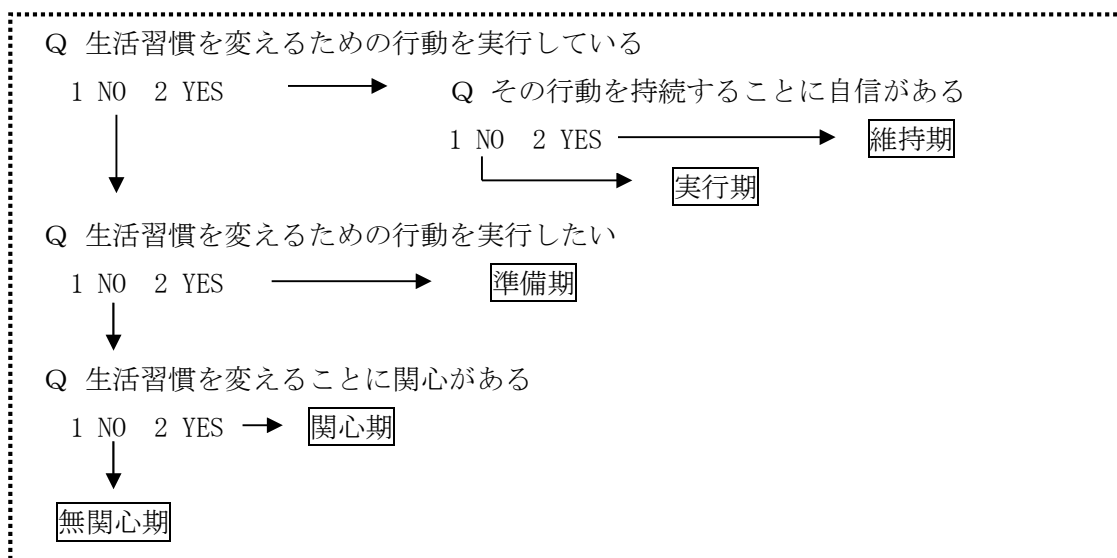 Q 生活習慣を変えるための行動を実行している
1 NO 2 YES
Q その行動を持続することに自信がある
1 NO 2 YES
維持期
実行期
Q 生活習慣を変えるための行動を実行したい
1 NO 2 YES
準備期
Q 生活習慣を変えることに関心がある
1 NO 2 YES
関心期
無関心期